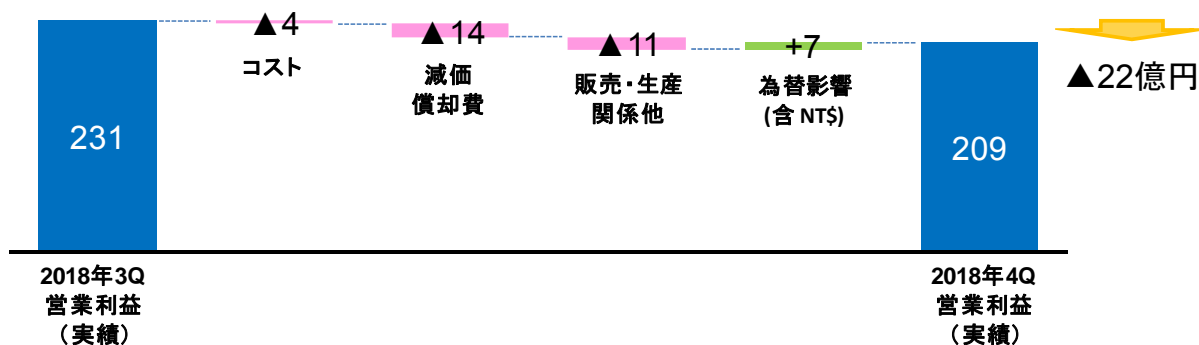 ▲4
▲14
▲11
+7
▲22億円
コスト
減価
償却費
販売・生産
関係他
為替影響
(含 NT$)
231
209
2018年3Q
営業利益
（実績）
2018年4Q
営業利益
（実績）